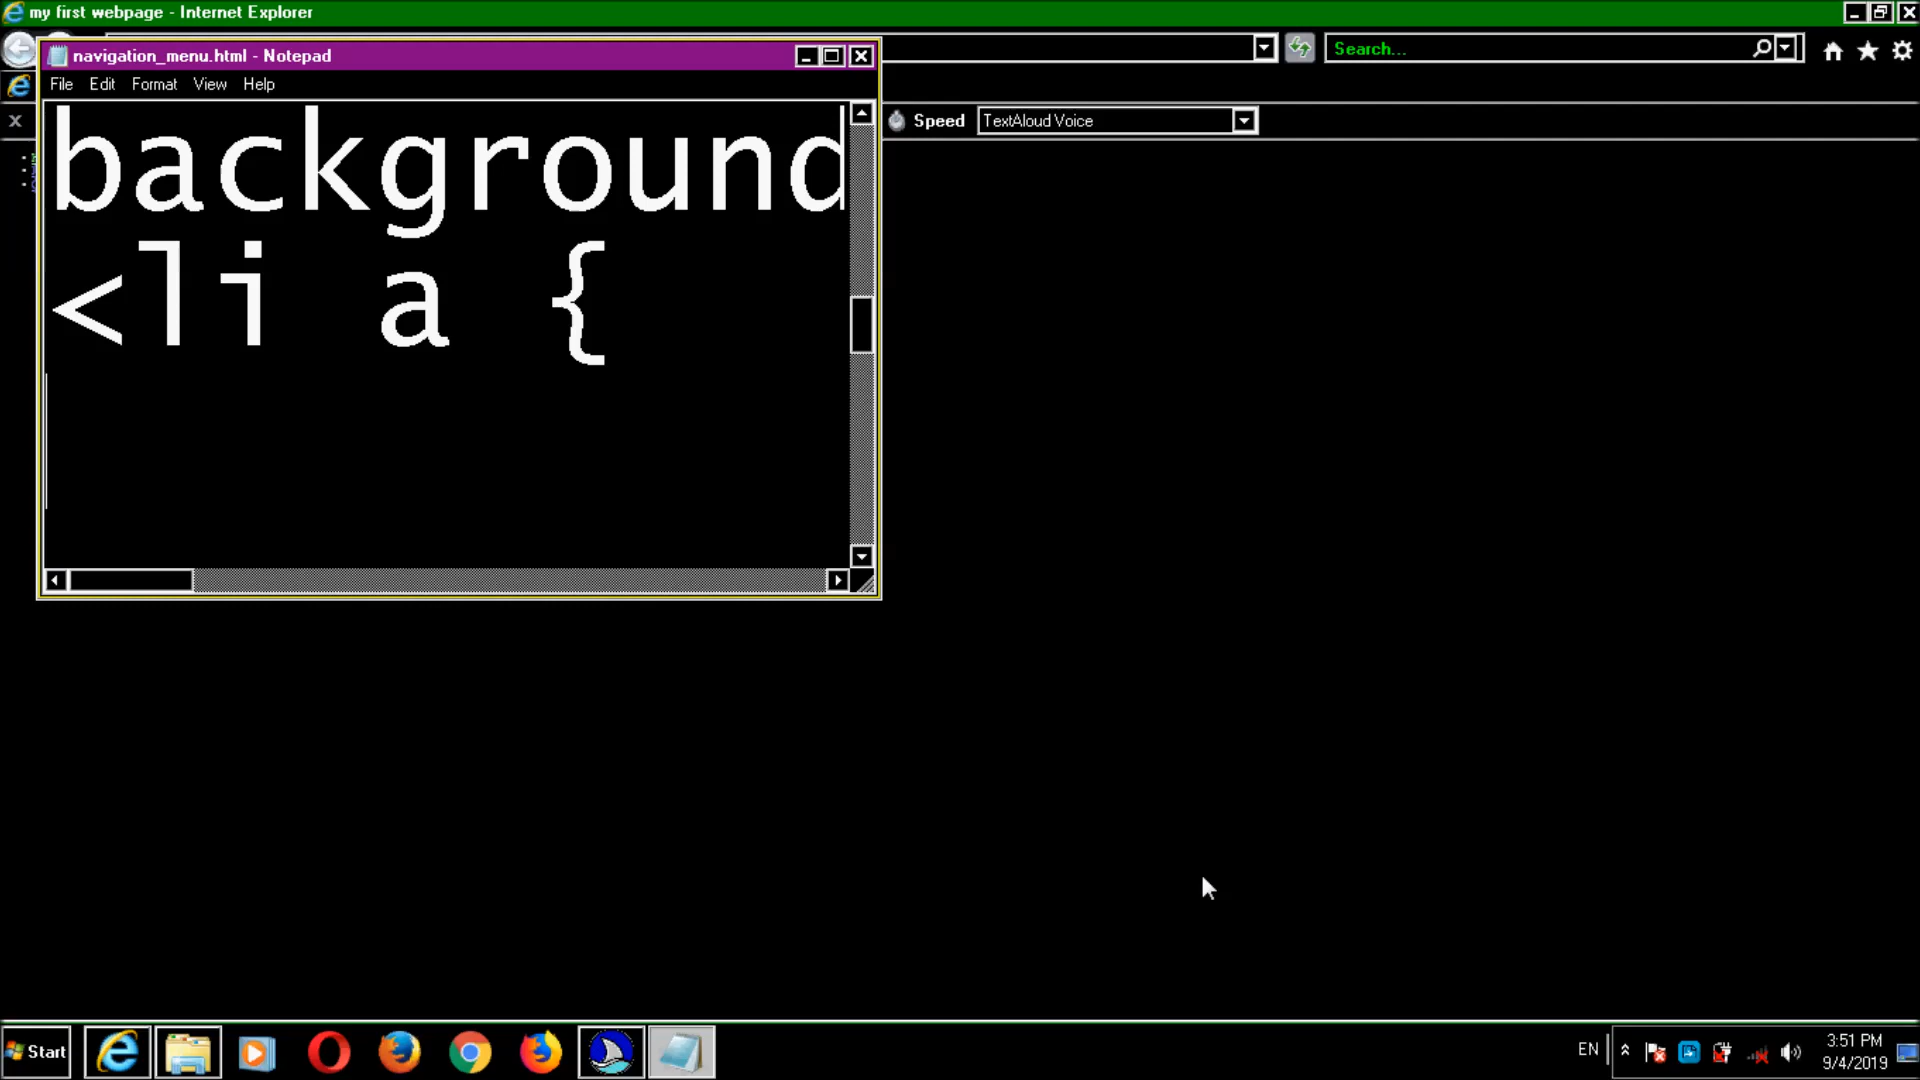 my first webpage - Internet Explorer
Search...
navigation_menu.html - Notepad
File Edit Format View Help
x
Speed TextAloud Voice
background
<li a {
Start
EN
3:51 PM
9/4/2019